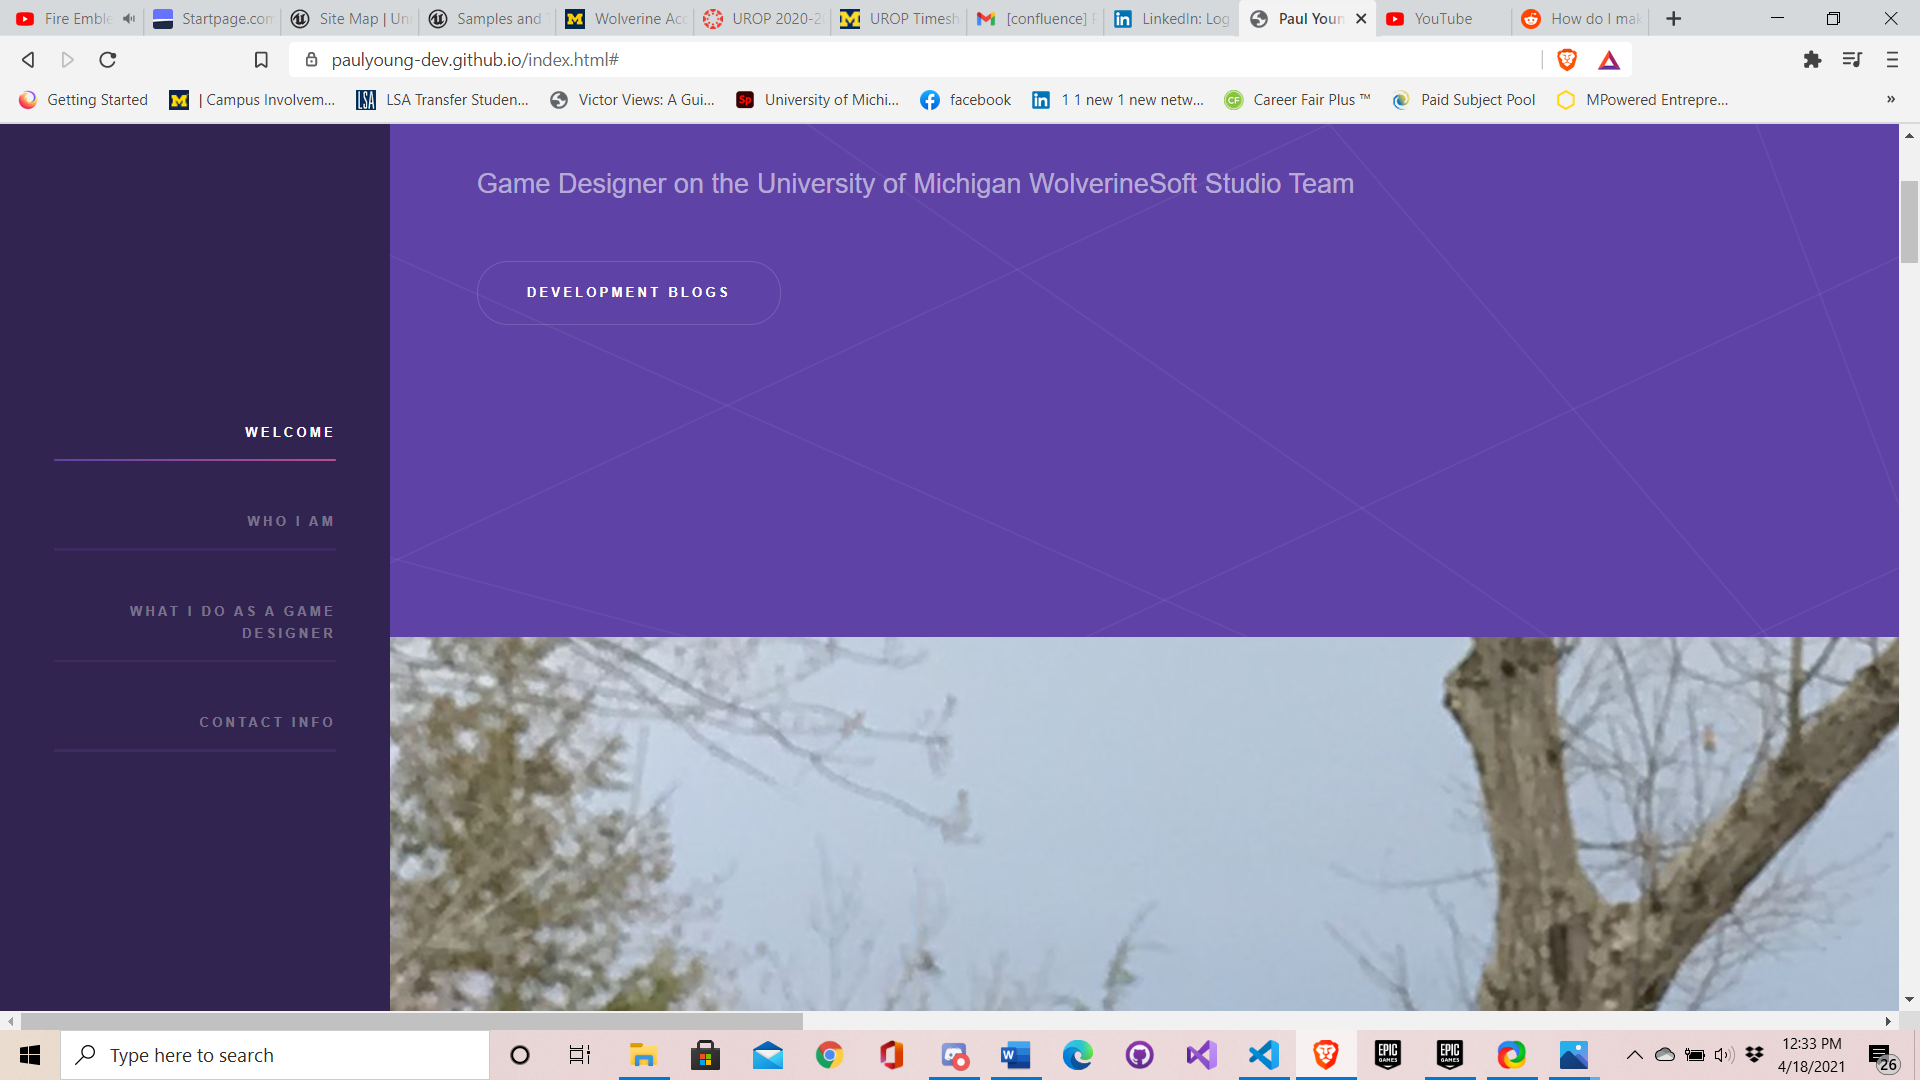 Fire Emble
Startpage.com
Site Map | Un
Samples and T
Wolverine Acc
UROP 2020-2
UROP Timesh
[confluence] P
LinkedIn: Log
Paul Youn
YouTube
How do I mak
paulyoung-dev.github.io/index.html#
Getting Started
| Campus Involvem...
LSA Transfer Studen...
Victor Views: A Gui...
University of Michi...
facebook
1 1 new 1 new netw...
Career Fair Plus ™
Paid Subject Pool
MPowered Entrepre...
»
Game Designer on the University of Michigan WolverineSoft Studio Team
DEVELOPMENT BLOGS
WELCOME
WHO I AM
WHAT I DO AS A GAME
DESIGNER
CONTACT INFO
Type here to search
12:33 PM
4/18/2021
26